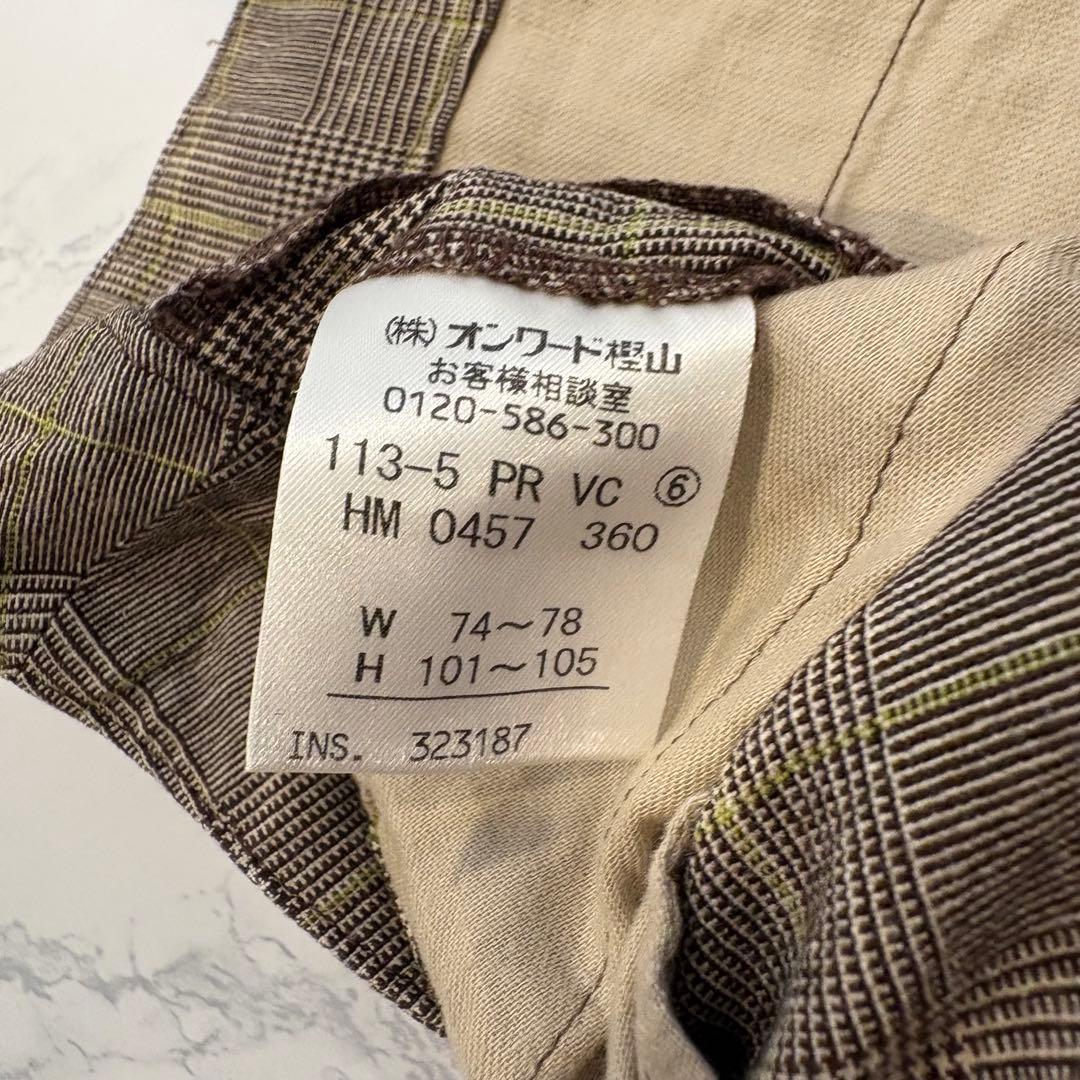 (株)オンワード樫山
お客様相談室
0120-586-300
113-5 PR VC ⑥
HM 0457 360
W 74~78
H 101~105
INS. 323187